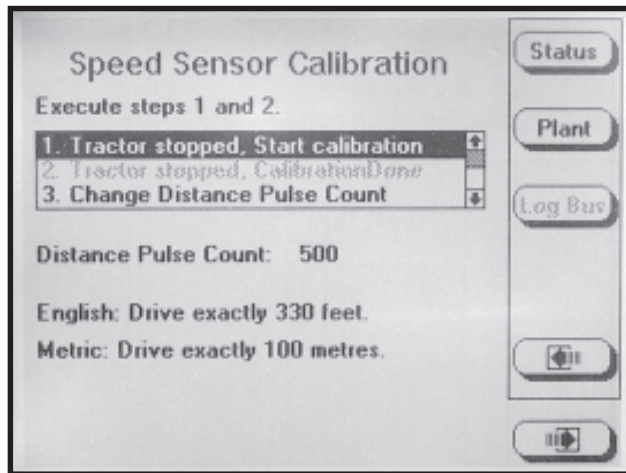 Speed Sensor Calibration
Execute steps 1 and 2.
1. Tractor stopped, Start calibration
2. Tractor stopped, CalibrationDone
3. Change Distance Pulse Count
Distance Pulse Count: 500
English: Drive exactly 330 feet.
Metric: Drive exactly 100 metres.
Status
Plant
Log Bus